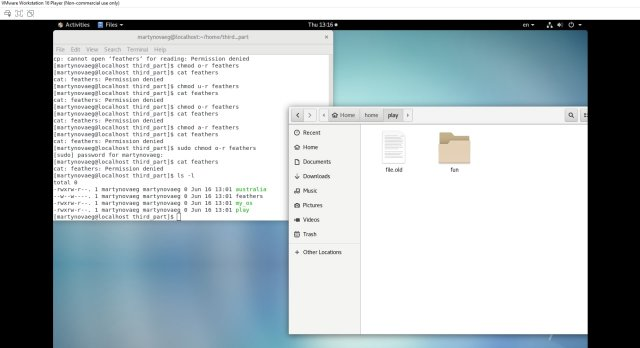 VMware Workstation 16 Player (Non-commercial use only)
Activities Files Thu 13:16 en
martynovaeg@localhost:~/home/third_part
File Edit View Search Terminal Help
cp: cannot open 'feathers' for reading: Permission denied
[martynovaeg@localhost third_part]$ chmod o-r feathers
[martynovaeg@localhost third_part]$ cat feathers
cat: feathers: Permission denied
[martynovaeg@localhost third_part]$ chmod u-r feathers
[martynovaeg@localhost third_part]$ cat feathers
cat: feathers: Permission denied
[martynovaeg@localhost third_part]$ chmod o-r feathers
[martynovaeg@localhost third_part]$ cat feathers
cat: feathers: Permission denied
[martynovaeg@localhost third_part]$ chmod a-r feathers
[martynovaeg@localhost third_part]$ cat feathers
cat: feathers: Permission denied
[martynovaeg@localhost third_part]$ sudo chmod o-r feathers
[sudo] password for martynovaeg:
[martynovaeg@localhost third_part]$ cat feathers
cat: feathers: Permission denied
[martynovaeg@localhost third_part]$ ls -l
total 0
-rwxrw-r--. 1 martynovaeg martynovaeg 0 Jun 16 13:01 australia
--w--w----. 1 martynovaeg martynovaeg 0 Jun 16 13:01 feathers
-rwxrw-r--. 1 martynovaeg martynovaeg 0 Jun 16 13:01 my_os
-rwxrw-r--. 1 martynovaeg martynovaeg 0 Jun 16 13:01 play
[martynovaeg@localhost third_part]$
Home home play
Recent
Home
Documents
Downloads
Music
Pictures
Videos
Trash
Other Locations
file.old
fun